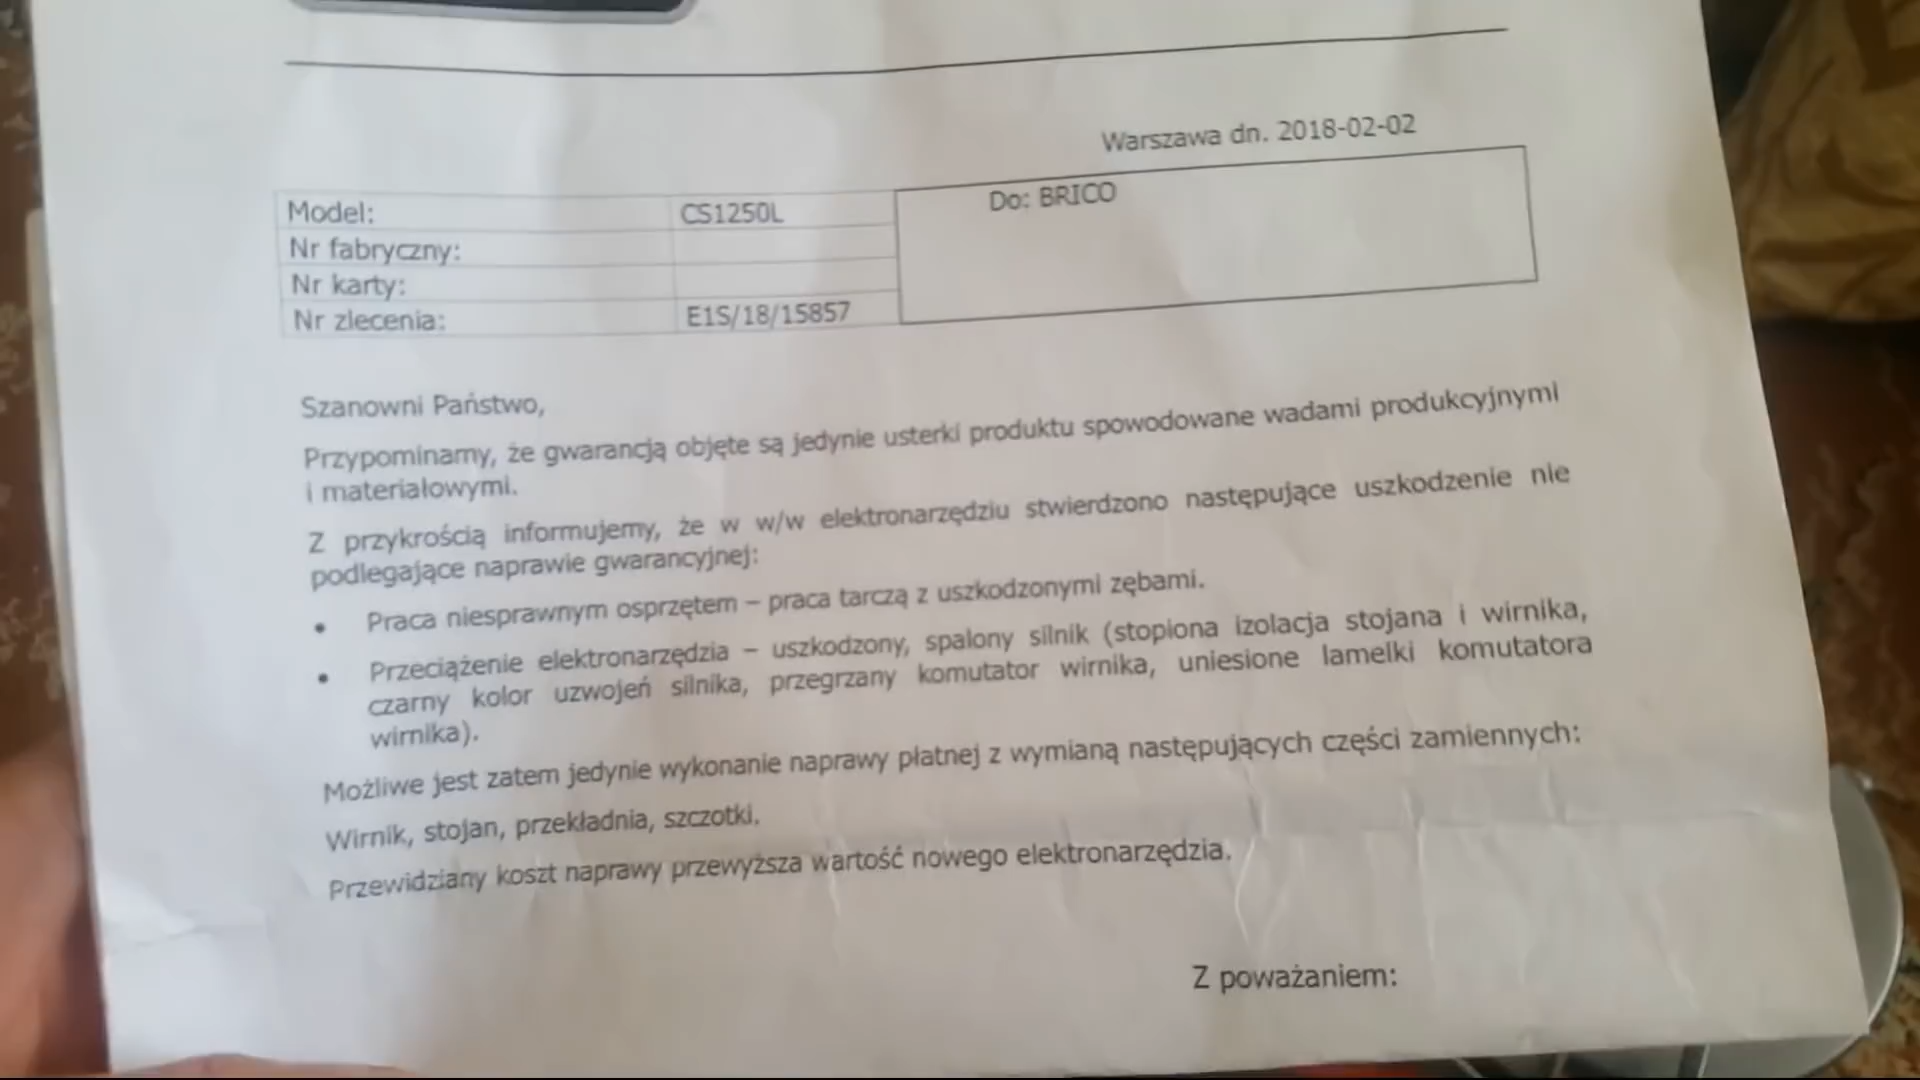 Warszawa dn. 2018-02-02
Do: BRICO
Model: CS1250L
Nr fabryczny:
Nr karty:
Nr zlecenia: E1S/18/15857
Szanowni Państwo,
Przypominamy, że gwarancją objęte są jedynie usterki produktu spowodowane wadami produkcyjnymi
i materiałowymi.
Z przykrością informujemy, że w w/w elektronarzędziu stwierdzono następujące uszkodzenie nie
podlegające naprawie gwarancyjnej:
• Praca niesprawnym osprzętem – praca tarczą z uszkodzonymi zębami.
• Przeciążenie elektronarzędzia – uszkodzony, spalony silnik (stopiona izolacja stojana i wirnika,
czarny kolor uzwojeń silnika, przegrzany komutator wirnika, uniesione lamelki komutatora
wirnika).
Możliwe jest zatem jedynie wykonanie naprawy płatnej z wymianą następujących części zamiennych:
Wirnik, stojan, przekładnia, szczotki.
Przewidziany koszt naprawy przewyższa wartość nowego elektronarzędzia.
Z poważaniem: